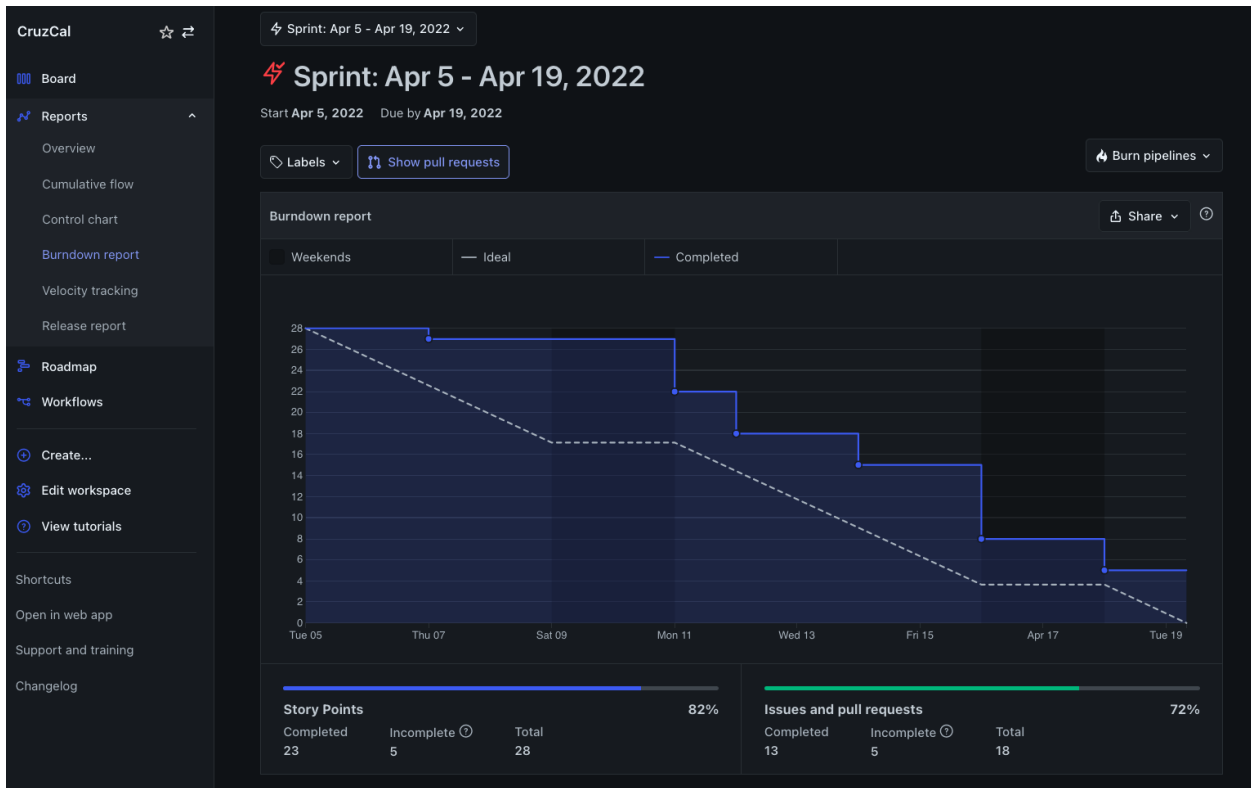 CruzCal
Board
Reports
Overview
Cumulative flow
Control chart
Burndown report
Velocity tracking
Release report
Roadmap
Workflows
Create...
Edit workspace
View tutorials
Shortcuts
Open in web app
Support and training
Changelog
Sprint: Apr 5 - Apr 19, 2022
Sprint: Apr 5 - Apr 19, 2022
Start Apr 5, 2022 Due by Apr 19, 2022
Labels Show pull requests Burn pipelines
Burndown report Share
Weekends Ideal Completed
28
26
24
22
20
18
16
14
12
10
8
6
4
2
0
Tue 05 Thu 07 Sat 09 Mon 11 Wed 13 Fri 15 Apr 17 Tue 19
Story Points 82%
Completed Incomplete ? Total
23 5 28
Issues and pull requests 72%
Completed Incomplete ? Total
13 5 18